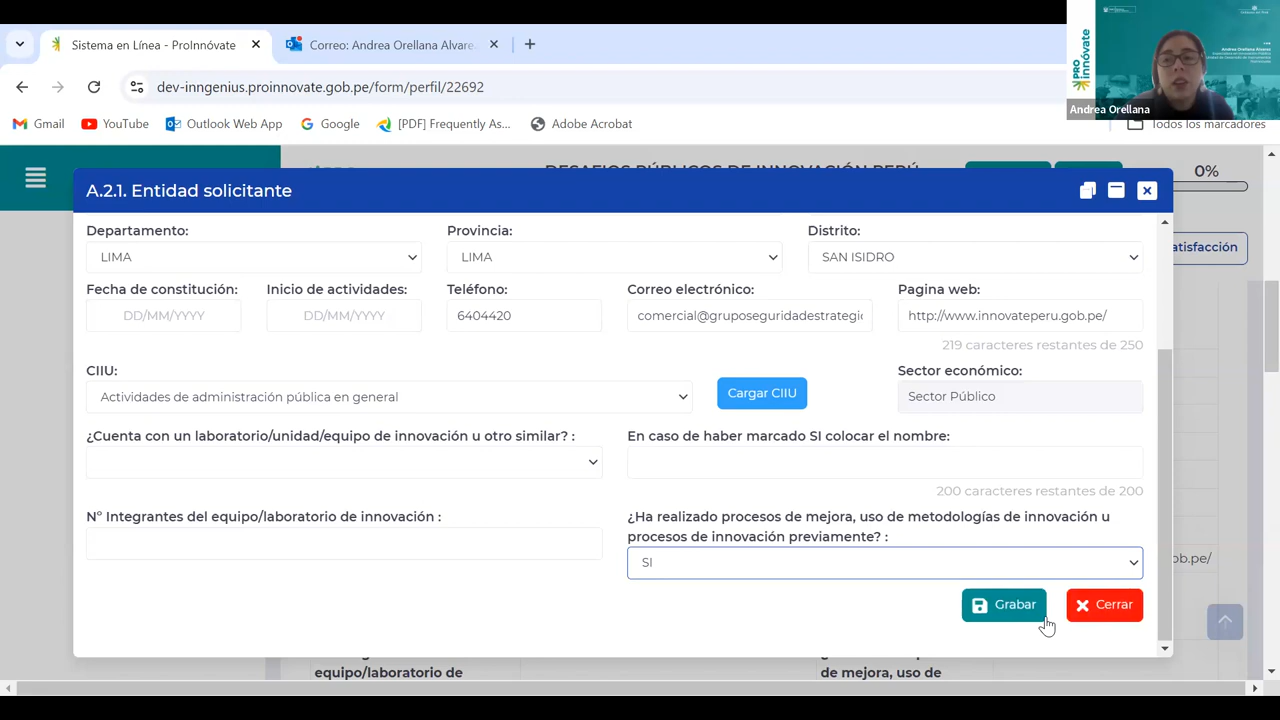 Sistema en Línea - ProInnóvate
Correo: Andrea Orellana Alvare
dev-inngenius.proinnovate.gob.pe/form/perfil/22692
Gmail
YouTube
Outlook Web App
Google
[P|F] Frequently As...
Adobe Acrobat
Todos los marcadores
PRO
innóvate
Andrea Orellana Álvarez
Andrea Orellana
DESAFÍOS PÚBLICOS DE INNOVACIÓN PERÚ
0%
atisfacción
A.2.1. Entidad solicitante
Departamento:
Provincia:
Distrito:
LIMA
LIMA
SAN ISIDRO
Fecha de constitución:
Inicio de actividades:
Teléfono:
Correo electrónico:
Pagina web:
DD/MM/YYYY
DD/MM/YYYY
6404420
comercial@gruposeguridadestrategic
http://www.innovateperu.gob.pe/
219 caracteres restantes de 250
CIIU:
Sector económico:
Actividades de administración pública en general
Cargar CIIU
Sector Público
¿Cuenta con un laboratorio/unidad/equipo de innovación u otro similar? :
En caso de haber marcado SI colocar el nombre:
200 caracteres restantes de 200
N° Integrantes del equipo/laboratorio de innovación :
¿Ha realizado procesos de mejora, uso de metodologías de innovación u
procesos de innovación previamente? :
SI
ob.pe/
Grabar
Cerrar
equipo/laboratorio de
de mejora, uso de